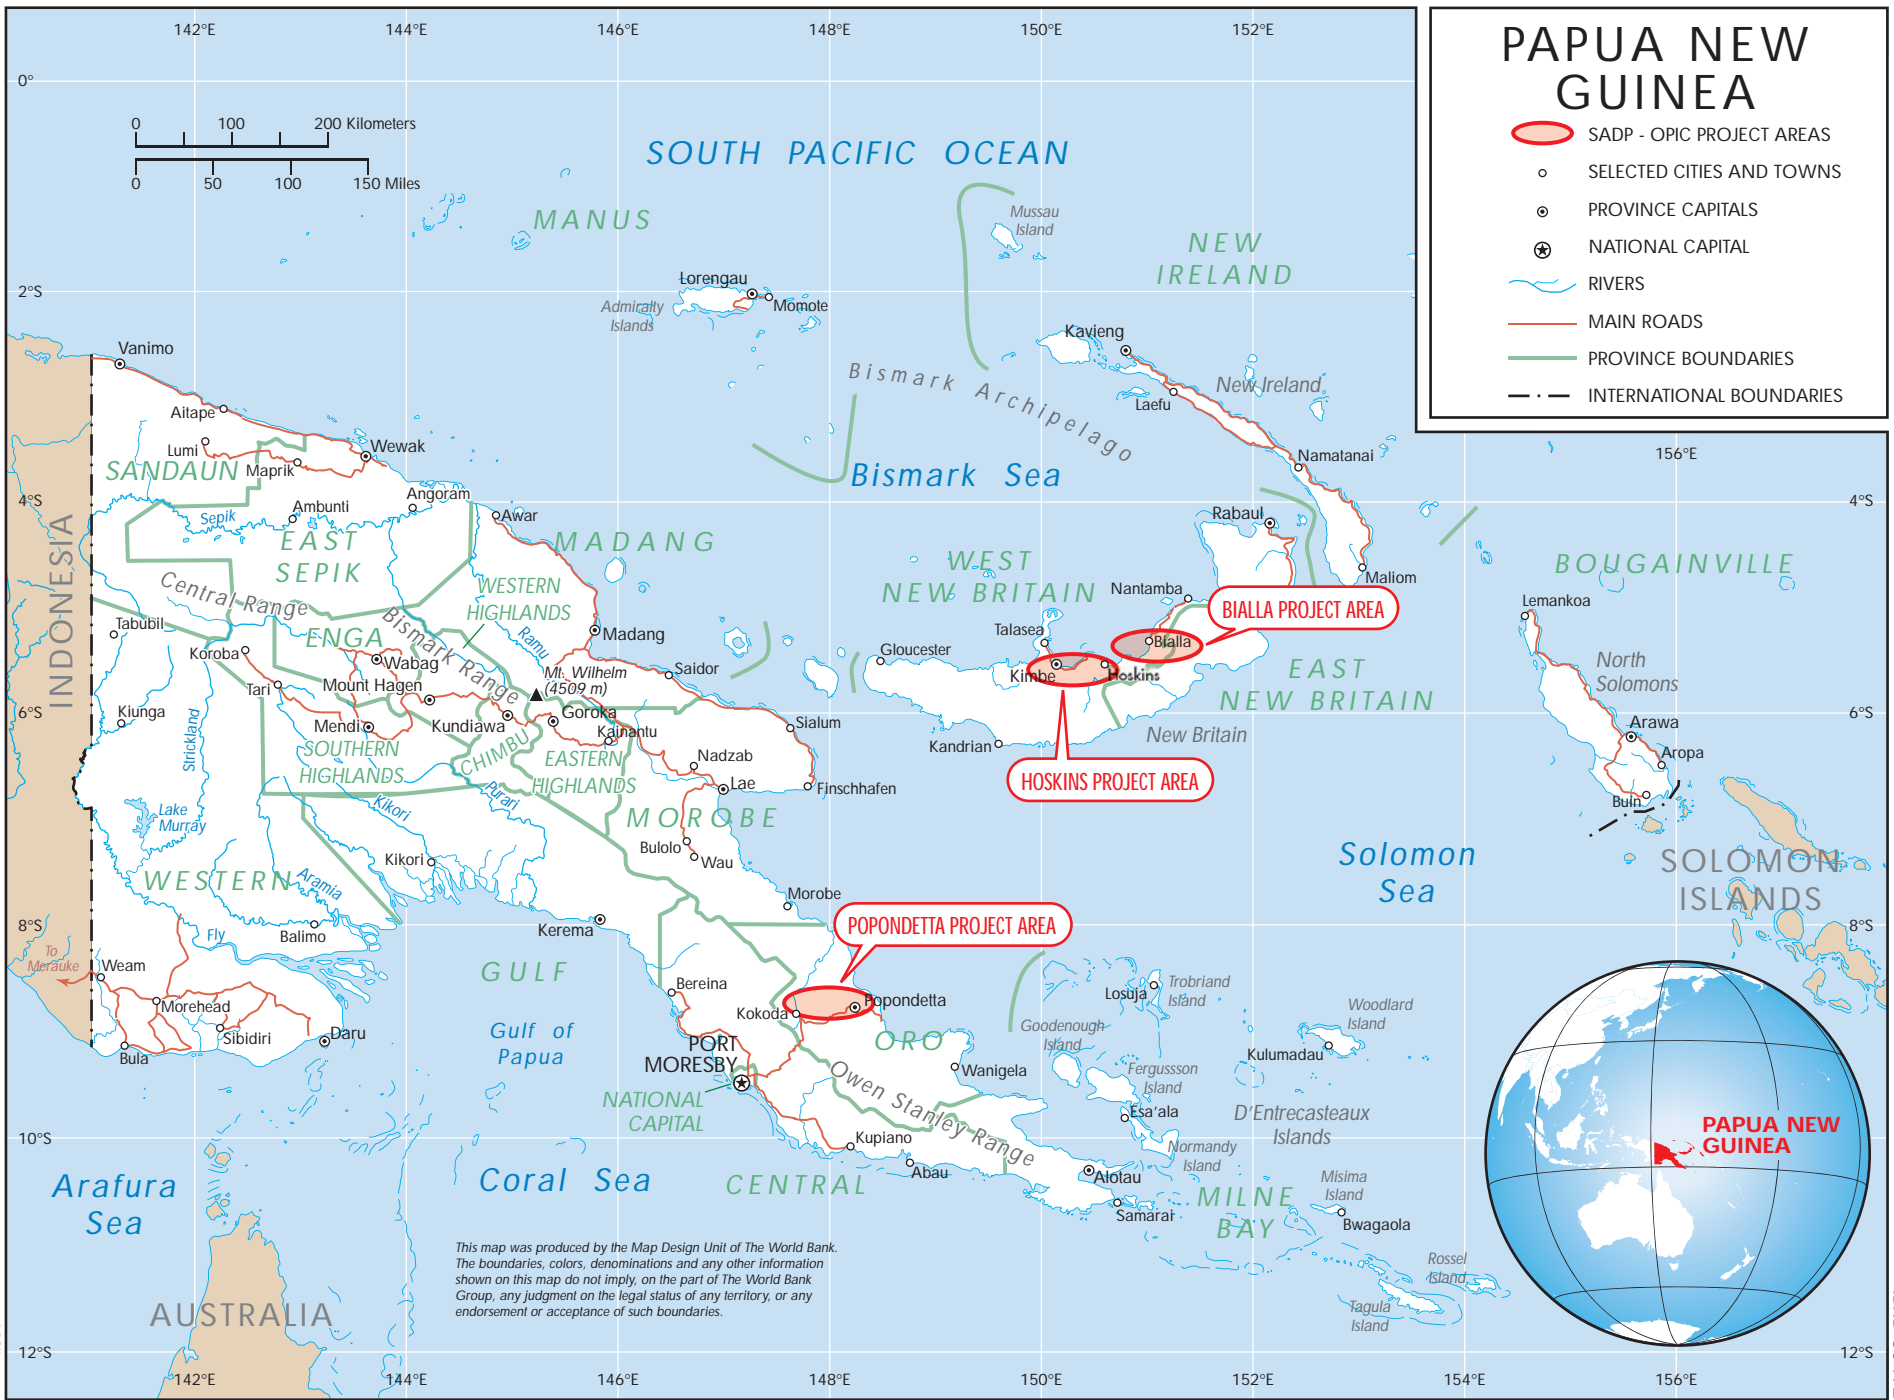 142°E
144°E
146°E
148°E
150°E
152°E
PAPUA NEW
GUINEA
SADP - OPIC PROJECT AREAS
SELECTED CITIES AND TOWNS
PROVINCE CAPITALS
NATIONAL CAPITAL
RIVERS
MAIN ROADS
PROVINCE BOUNDARIES
INTERNATIONAL BOUNDARIES
0°
0 100 200 Kilometers
0 50 100 150 Miles
SOUTH PACIFIC OCEAN
MANUS
Mussau
Island
NEW
IRELAND
2°S
Lorengau
Momote
Admiralty
Islands
Kavieng
Vanimo
Bismark Archipelago
New Ireland
Laefu
Aitape
Lumi
Wewak
SANDAUN
Maprik
Namatanai
156°E
Bismark Sea
4°S
4°S
Angoram
Ambunti
Sepik
Awar
Rabaul
EAST
SEPIK
MADANG
WEST
NEW BRITAIN
BOUGAINVILLE
INDONESIA
Central Range
WESTERN
HIGHLANDS
Nantamba
Maliom
BIALLA PROJECT AREA
Lemankoa
Tabubil
ENGA
Bismark Range
Ramu
Madang
Talasea
Bialla
Koroba
Wabag
Mt. Wilhelm
(4509 m)
Saidor
Gloucester
Kimbe
Hoskins
EAST
NEW BRITAIN
North
Solomons
Tari
Mount Hagen
6°S
6°S
Kiunga
Strickland
Mendi
Kundiawa
Goroka
Kainantu
Sialum
Kandrian
New Britain
Arawa
Aropa
SOUTHERN
HIGHLANDS
CHIMBU
EASTERN
HIGHLANDS
Nadzab
Lae
Finschhafen
HOSKINS PROJECT AREA
Buin
Lake
Murray
Kikori
Purari
MOROBE
Bulolo
Wau
Kikori
Solomon
Sea
SOLOMON
ISLANDS
WESTERN
Aramia
Morobe
8°S
8°S
Fly
Balimo
Kerema
POPONDETTA PROJECT AREA
To
Merauke
Weam
GULF
Bereina
Popondetta
Kokoda
Losuja
Trobriand
Island
Woodlard
Island
Morehead
Sibidiri
Daru
Bula
Gulf of
Papua
PORT
MORESBY
ORO
Goodenough
Island
Kulumadau
Wanigela
Fergusson
Island
NATIONAL
CAPITAL
Owen Stanley Range
Esa'ala
D'Entrecasteaux
Islands
PAPUA NEW
GUINEA
10°S
Kupiano
Abau
Normandy
Island
Arafura
Sea
Coral Sea
CENTRAL
Alotau
Samarai
MILNE
BAY
Misima
Island
Bwagaola
This map was produced by the Map Design Unit of The World Bank.
The boundaries, colors, denominations and any other information
shown on this map do not imply, on the part of The World Bank
Group, any judgment on the legal status of any territory, or any
endorsement or acceptance of such boundaries.
Rossel
Island
Tagula
Island
AUSTRALIA
12°S
12°S
142°E
144°E
146°E
148°E
150°E
152°E
154°E
156°E